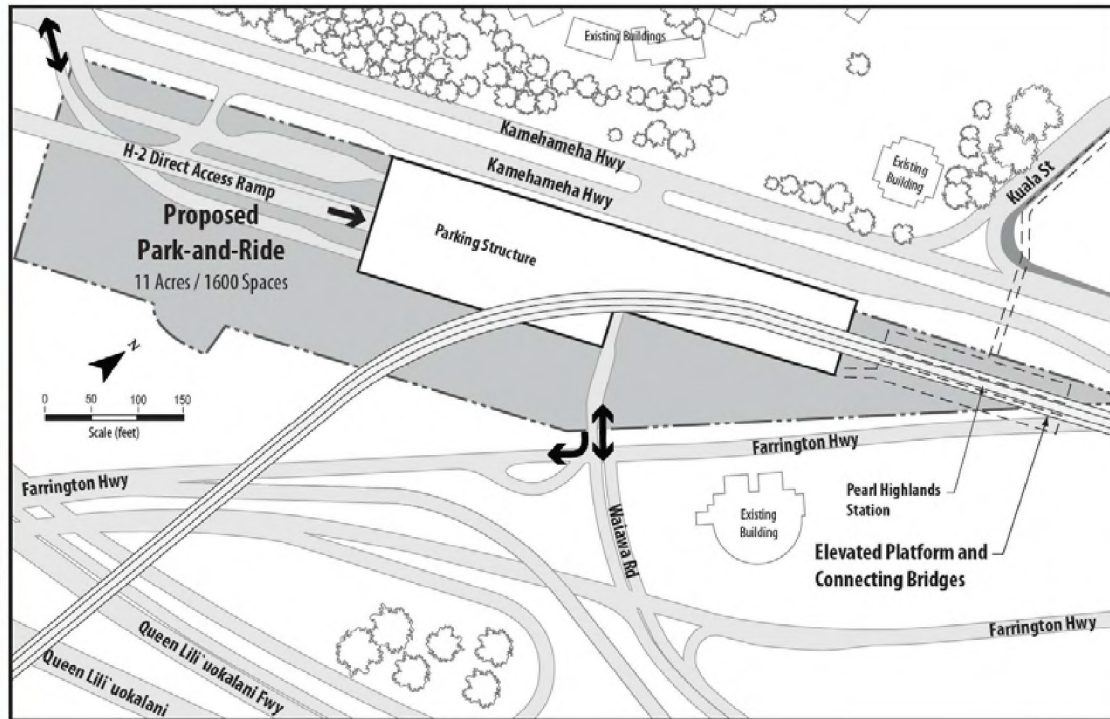 Existing Buildings
Kamehameha Hwy
Kamehameha Hwy
Existing
Building
Kuala St
H-2 Direct Access Ramp
Proposed
Park-and-Ride
11 Acres / 1600 Spaces
Parking Structure
N
0 50 100 150
Scale (feet)
Farrington Hwy
Farrington Hwy
Pearl Highlands
Station
Existing
Building
Waiawa Rd
Elevated Platform and
Connecting Bridges
Farrington Hwy
Queen Lili`uokalani Fwy
Queen Lili`uokalani